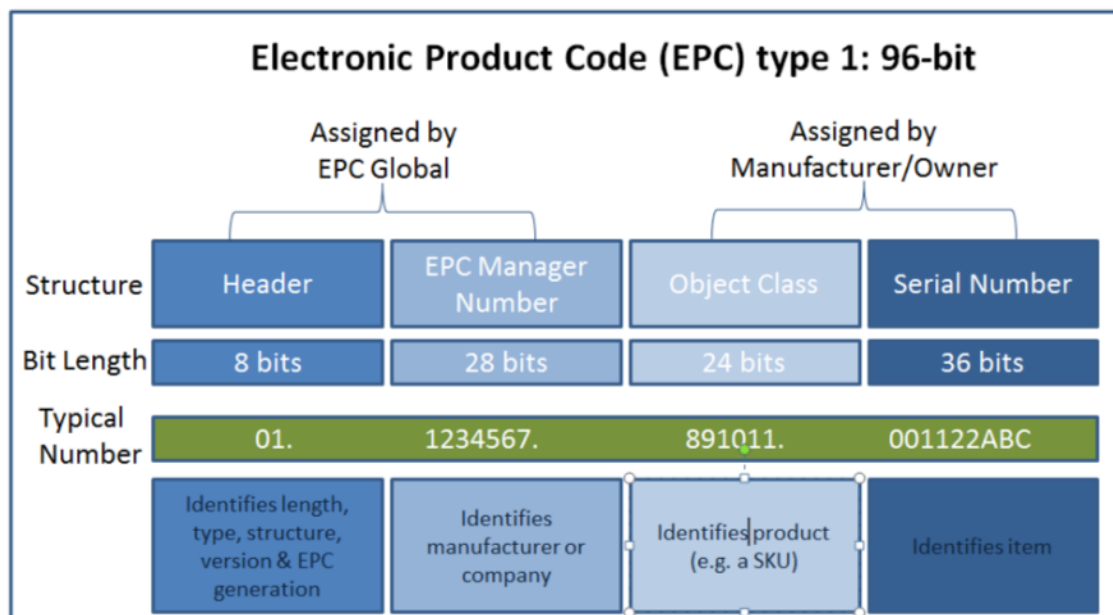 Electronic Product Code (EPC) type 1: 96-bit
Assigned by
EPC Global
Assigned by
Manufacturer/Owner
Structure
Header
EPC Manager
Number
Object Class
Serial Number
Bit Length
8 bits
28 bits
24 bits
36 bits
Typical
Number
01.
1234567.
891011.
001122ABC
Identifies length,
type, structure,
version & EPC
generation
Identifies
manufacturer or
company
Identifies product
(e.g. a SKU)
Identifies item